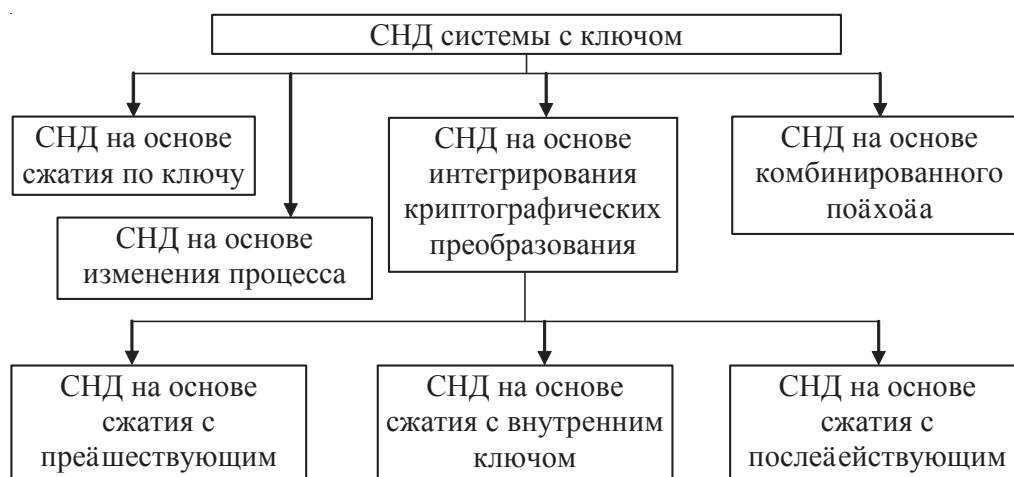 СНД системы с ключом
СНД на основе
сжатия по ключу
СНД на основе
изменения процесса
СНД на основе
интегрирования
криптографических
преобразования
СНД на основе
комбинированного
поäхоäа
СНД на основе
сжатия с
преäшествующим
СНД на основе
сжатия с внутренним
ключом
СНД на основе
сжатия с
послеäействующим